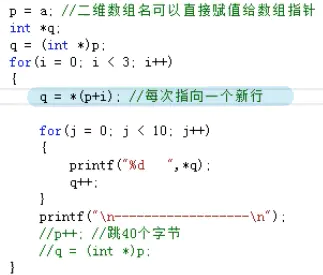 p = a; //二维数组名可以直接赋值给数组指针
int *q;
q = (int *)p;
for(i = 0; i < 3; i++)
{
q = *(p+i); //每次指向一个新行
for(j = 0; j < 10; j++)
{
printf("%d   ",*q);
q++;
}
printf("\n-------------------\n");
//p++; //跳40个字节
//q = (int *)p;
}